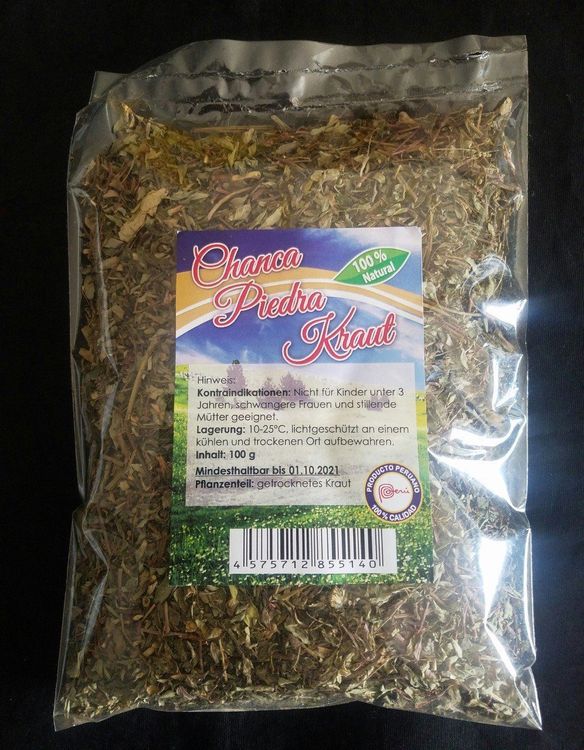 Chanca
Piedra
Kraut
100 %
Natural
Hinweis:
Kontraindikationen: Nicht für Kinder unter 3
Jahren, schwangere Frauen und stillende
Mütter geeignet.
Lagerung: 10-25°C, lichtgeschützt an einem
kühlen und trockenen Ort aufbewahren.
Inhalt: 100 g
Mindesthaltbar bis 01.10.2021
Pflanzenteil: getrocknetes Kraut
PRODUCTO PERUANO
Perú
100% CALIDAD
4 575712 855140